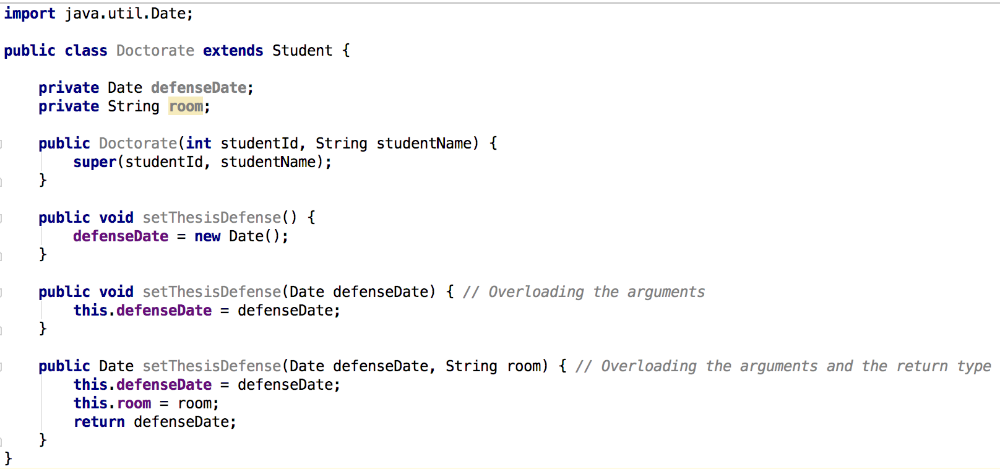 import java.util.Date;
public class Doctorate extends Student {
private Date defenseDate;
private String room;
public Doctorate(int studentId, String studentName) {
super(studentId, studentName);
}
public void setThesisDefense() {
defenseDate = new Date();
}
public void setThesisDefense(Date defenseDate) { // Overloading the arguments
this.defenseDate = defenseDate;
}
public Date setThesisDefense(Date defenseDate, String room) { // Overloading the arguments and the return type
this.defenseDate = defenseDate;
this.room = room;
return defenseDate;
}
}